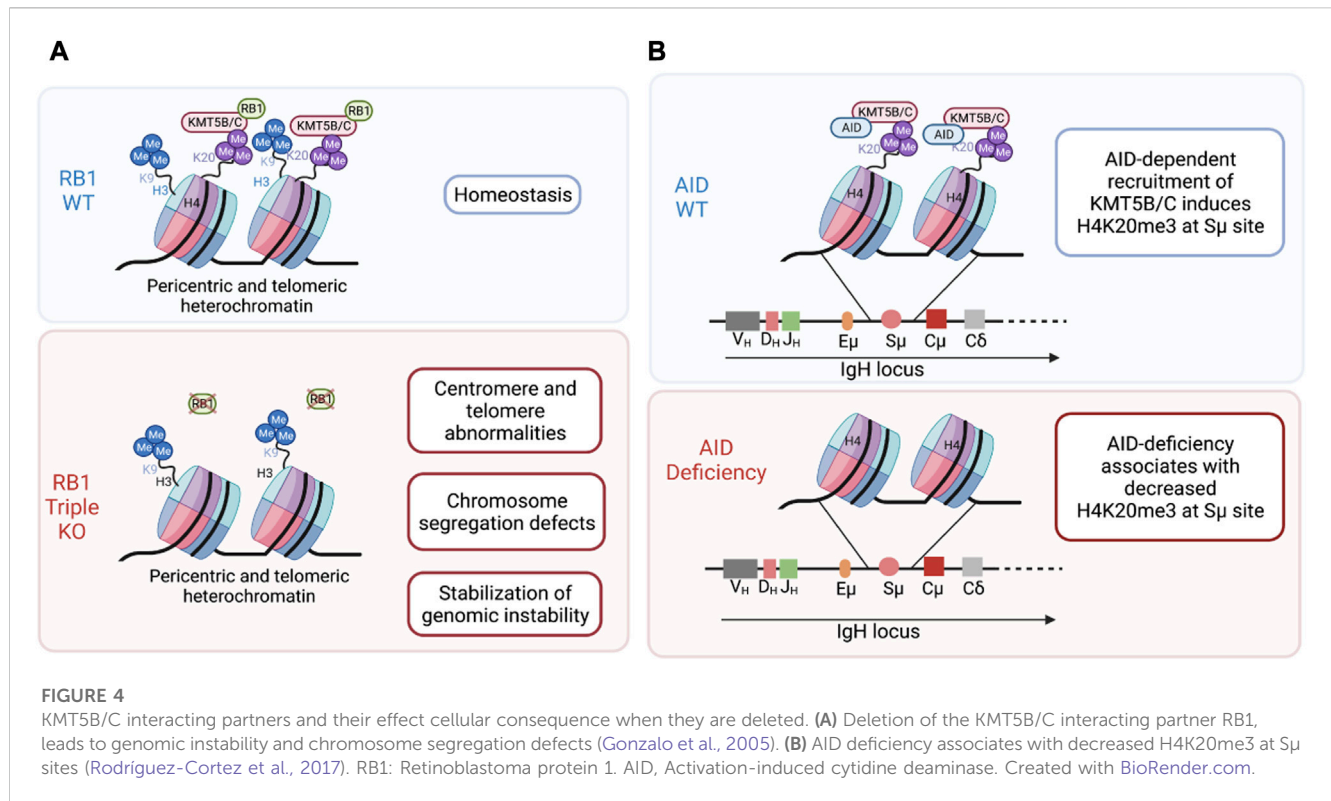 A
RB1
WT
Me
Me
Me
K9
H3
RB1
KMT5B/C
Me
Me
Me
K20
H4
Me
Me
Me
K9
H3
RB1
KMT5B/C
Me
Me
Me
K20
Pericentric and telomeric
heterochromatin
Homeostasis
RB1
Triple
KO
RB1
RB1
Me
Me
Me
K9
H3
Me
Me
Me
K9
H3
Pericentric and telomeric
heterochromatin
Centromere and
telomere
abnormalities
Chromosome
segregation defects
Stabilization of
genomic instability
B
AID
WT
KMT5B/C
AID
Me
Me
Me
K20
H4
KMT5B/C
AID
Me
Me
Me
K20
H4
VH DH JH Eµ Sµ Cµ Cδ
IgH locus
AID-dependent
recruitment of
KMT5B/C induces
H4K20me3 at Sµ site
AID
Deficiency
H4
H4
VH DH JH Eµ Sµ Cµ Cδ
IgH locus
AID-deficiency
associates with
decreased
H4K20me3 at Sµ site
FIGURE 4
KMT5B/C interacting partners and their effect cellular consequence when they are deleted. (A) Deletion of the KMT5B/C interacting partner RB1,
leads to genomic instability and chromosome segregation defects (Gonzalo et al., 2005). (B) AID deficiency associates with decreased H4K20me3 at Sµ
sites (Rodríguez-Cortez et al., 2017). RB1: Retinoblastoma protein 1. AID, Activation-induced cytidine deaminase. Created with BioRender.com.